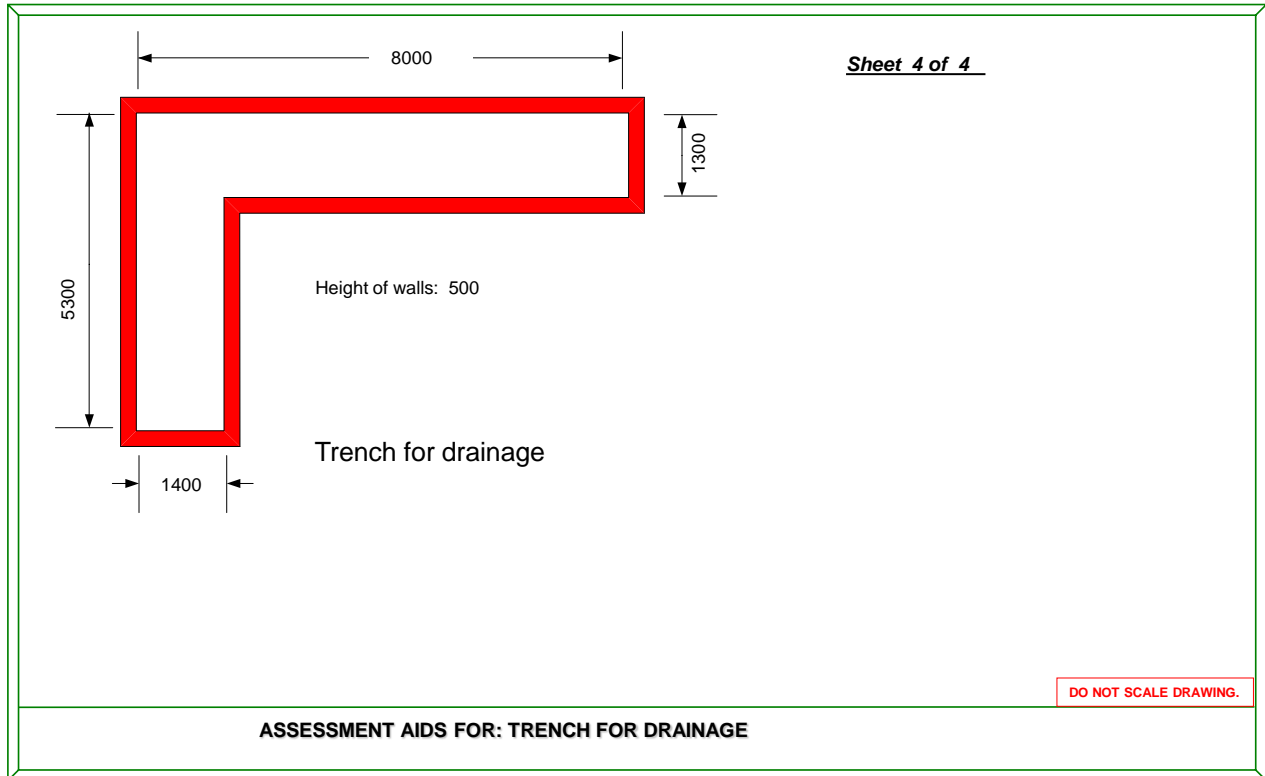 8000
Sheet 4 of 4
1300
5300
Height of walls: 500
Trench for drainage
1400
DO NOT SCALE DRAWING.
ASSESSMENT AIDS FOR: TRENCH FOR DRAINAGE